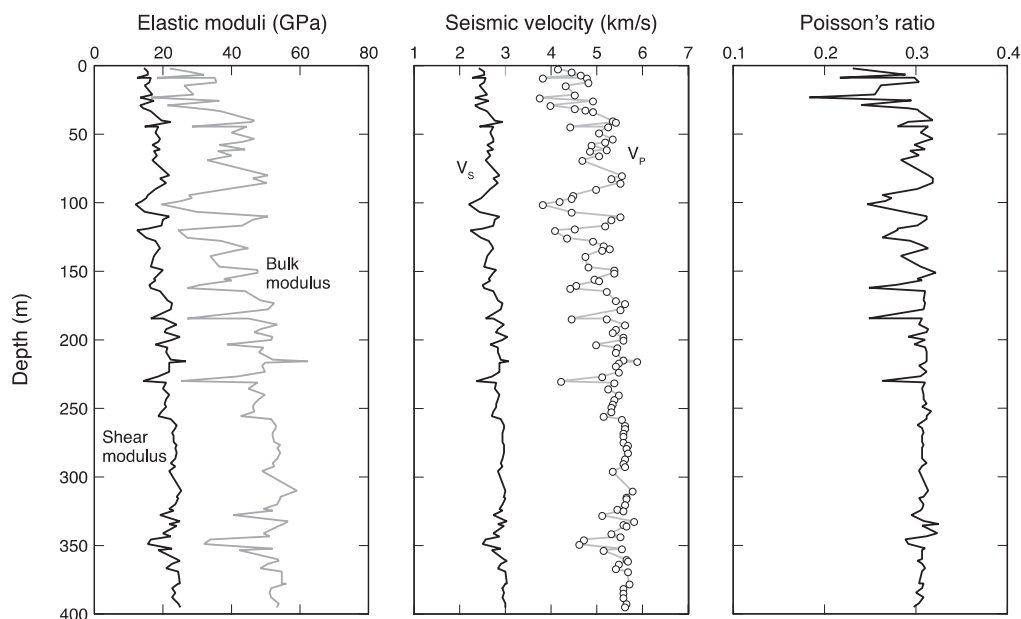 Elastic moduli (GPa)
0 20 40 60 80
Seismic velocity (km/s)
1 2 3 4 5 6 7
Poisson’s ratio
0.1 0.2 0.3 0.4
Depth (m)
0
50
100
150
200
250
300
350
400
Bulk
modulus
Shear
modulus
VS
VP